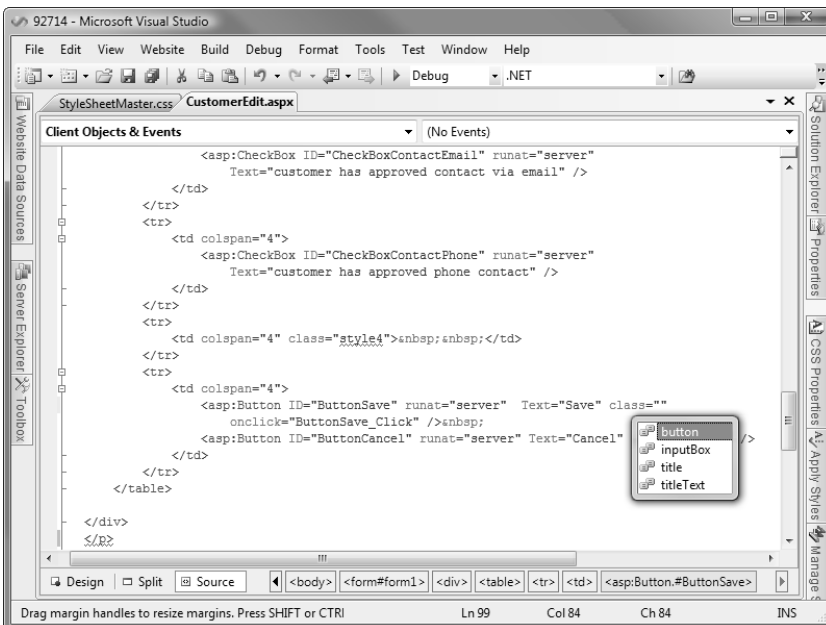 92714 - Microsoft Visual Studio
File Edit View Website Build Debug Format Tools Test Window Help
Debug .NET
StyleSheetMaster.css CustomerEdit.aspx
Client Objects & Events (No Events)
<asp:CheckBox ID="CheckBoxContactEmail" runat="server"
Text="customer has approved contact via email" />
</td>
</tr>
<tr>
<td colspan="4">
<asp:CheckBox ID="CheckBoxContactPhone" runat="server"
Text="customer has approved phone contact" />
</td>
</tr>
<tr>
<td colspan="4" class="style4">&nbsp;&nbsp;</td>
</tr>
<tr>
<td colspan="4">
<asp:Button ID="ButtonSave" runat="server" Text="Save" class=""
onclick="ButtonSave_Click" />&nbsp;
<asp:Button ID="ButtonCancel" runat="server" Text="Cancel" />
</td>
</tr>
</table>
</div>
</p>
button
inputBox
title
titleText
Design Split Source <body> <form#form1> <div> <table> <tr> <td> <asp:Button.#ButtonSave>
Drag margin handles to resize margins. Press SHIFT or CTRl Ln 99 Col 84 Ch 84 INS
Website Data Sources
Server Explorer
Toolbox
Solution Explorer
Properties
CSS Properties
Apply Styles
Manage